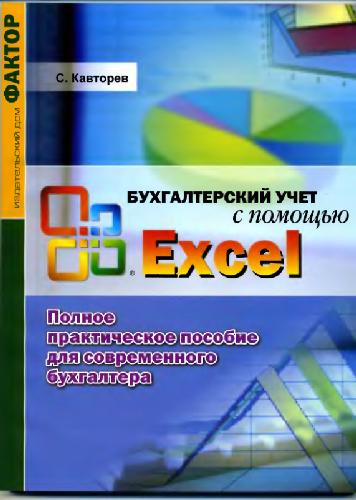 ИЗДАТЕЛЬСКИЙ ДОМ ФАКТОР
С. Кавторев
БУХГАЛТЕРСКИЙ УЧЕТ
с помощью
®
Excel
Полное
практическое пособие
для современного
бухгалтера